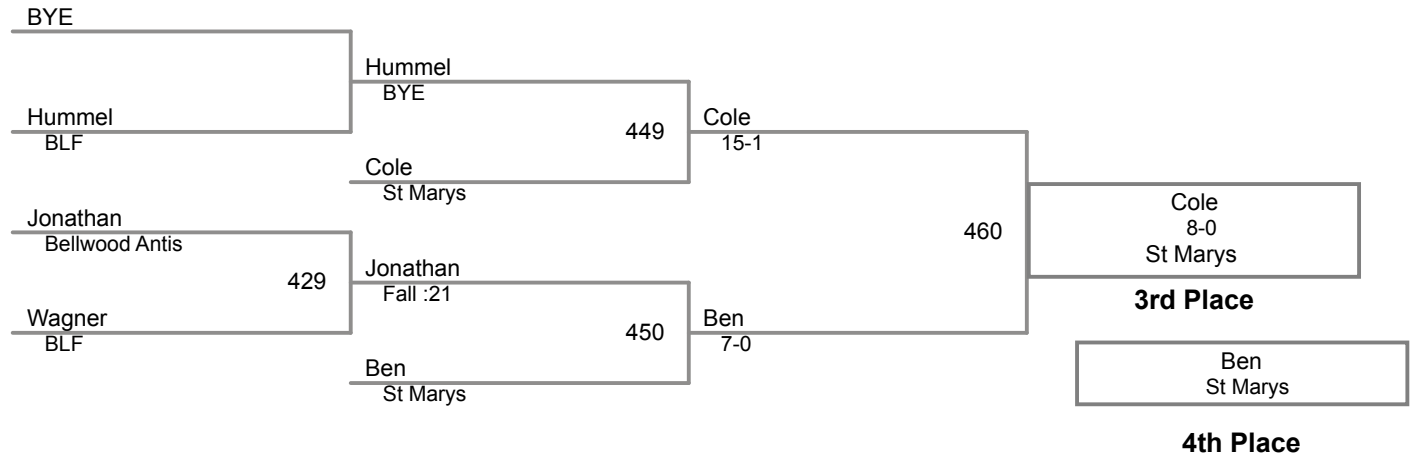 BYE
Hummel
BYE
Hummel
BLF
449
Cole
15-1
Cole
St Marys
Jonathan
Bellwood Antis
460
Cole
8-0
St Marys
3rd Place
429
Jonathan
Fall :21
Wagner
BLF
450
Ben
7-0
Ben
St Marys
Ben
St Marys
4th Place